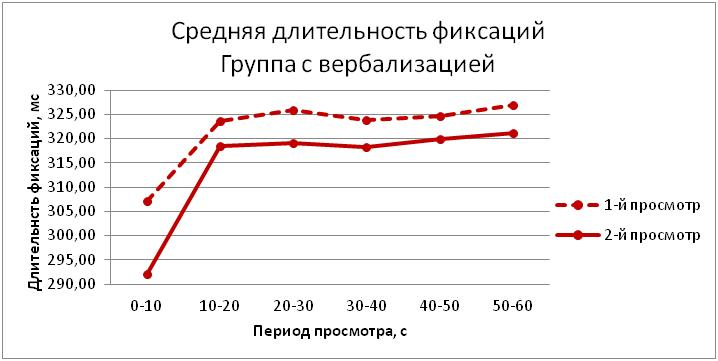 Средняя длительность фиксаций
Группа с вербализацией
Длительнсть фиксаций, мс
330,00
325,00
320,00
315,00
310,00
305,00
300,00
295,00
290,00
0-10 10-20 20-30 30-40 40-50 50-60
Период просмотра, с
1-й просмотр
2-й просмотр